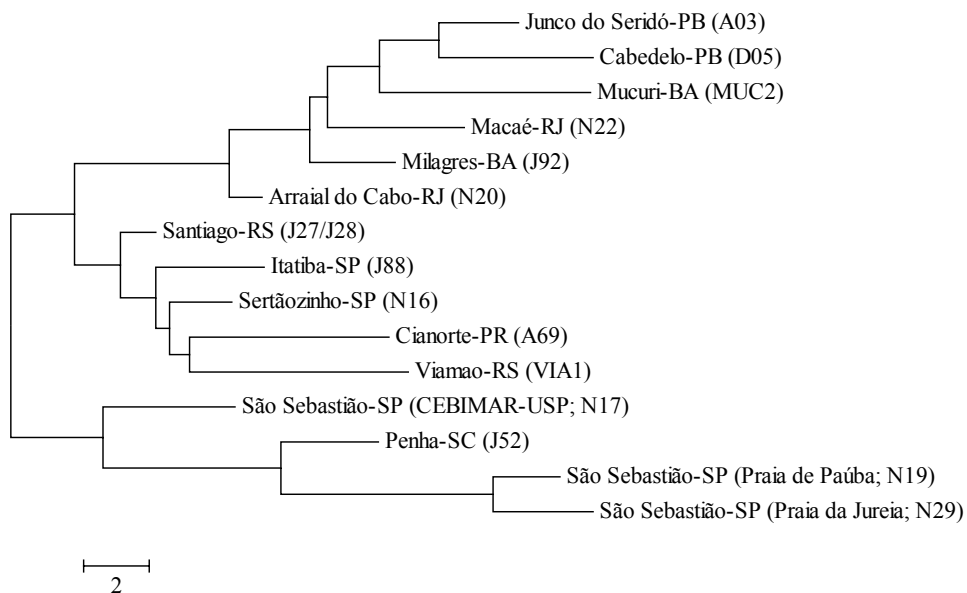 Junco do Seridó-PB (A03)
Cabedelo-PB (D05)
Mucuri-BA (MUC2)
Macaé-RJ (N22)
Milagres-BA (J92)
Arraial do Cabo-RJ (N20)
Santiago-RS (J27/J28)
Itatiba-SP (J88)
Sertãozinho-SP (N16)
Cianorte-PR (A69)
Viamao-RS (VIA1)
São Sebastião-SP (CEBIMAR-USP; N17)
Penha-SC (J52)
São Sebastião-SP (Praia de Paúba; N19)
São Sebastião-SP (Praia da Jureia; N29)
2